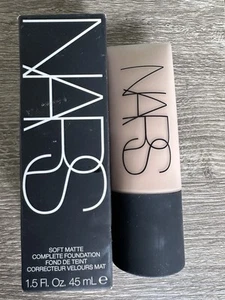 NARS
SOFT MATTE
COMPLETE FOUNDATION
FOND DE TEINT
CORRECTEUR VELOURS MAT
1.5 Fl. Oz. 45 mL e
NARS